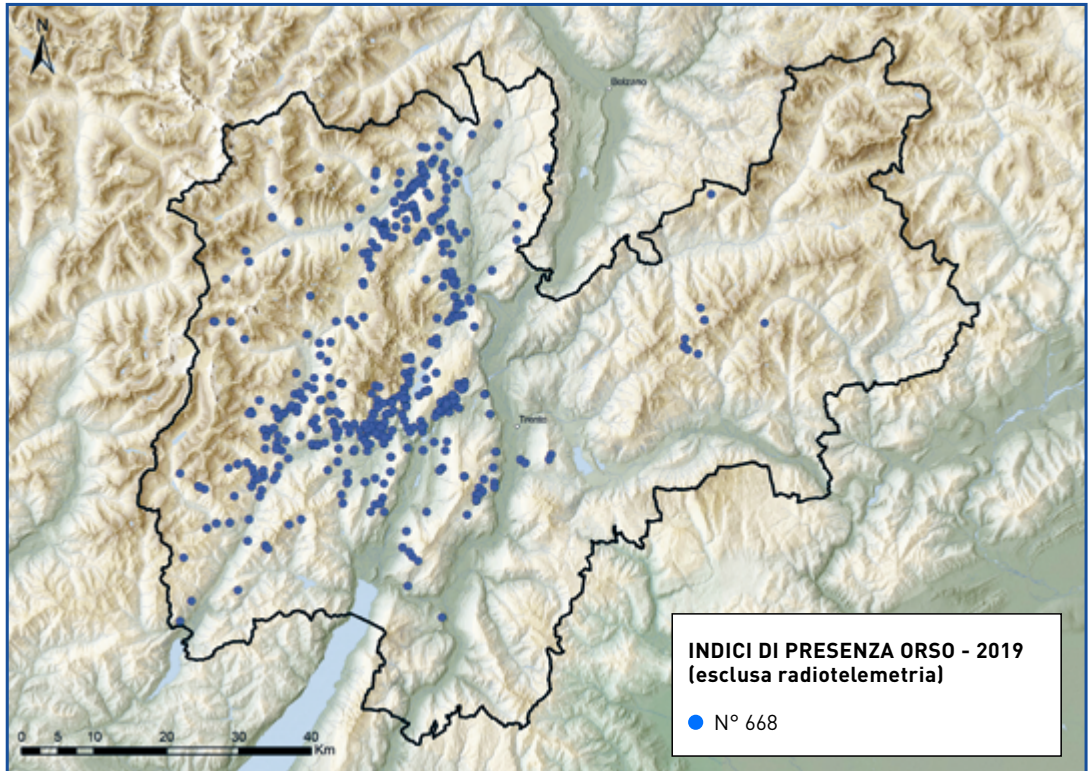 N
Bolzano
Trento
INDICI DI PRESENZA ORSO - 2019
(esclusa radiotelemetria)
N° 668
0 5 10 20 30 40
Km